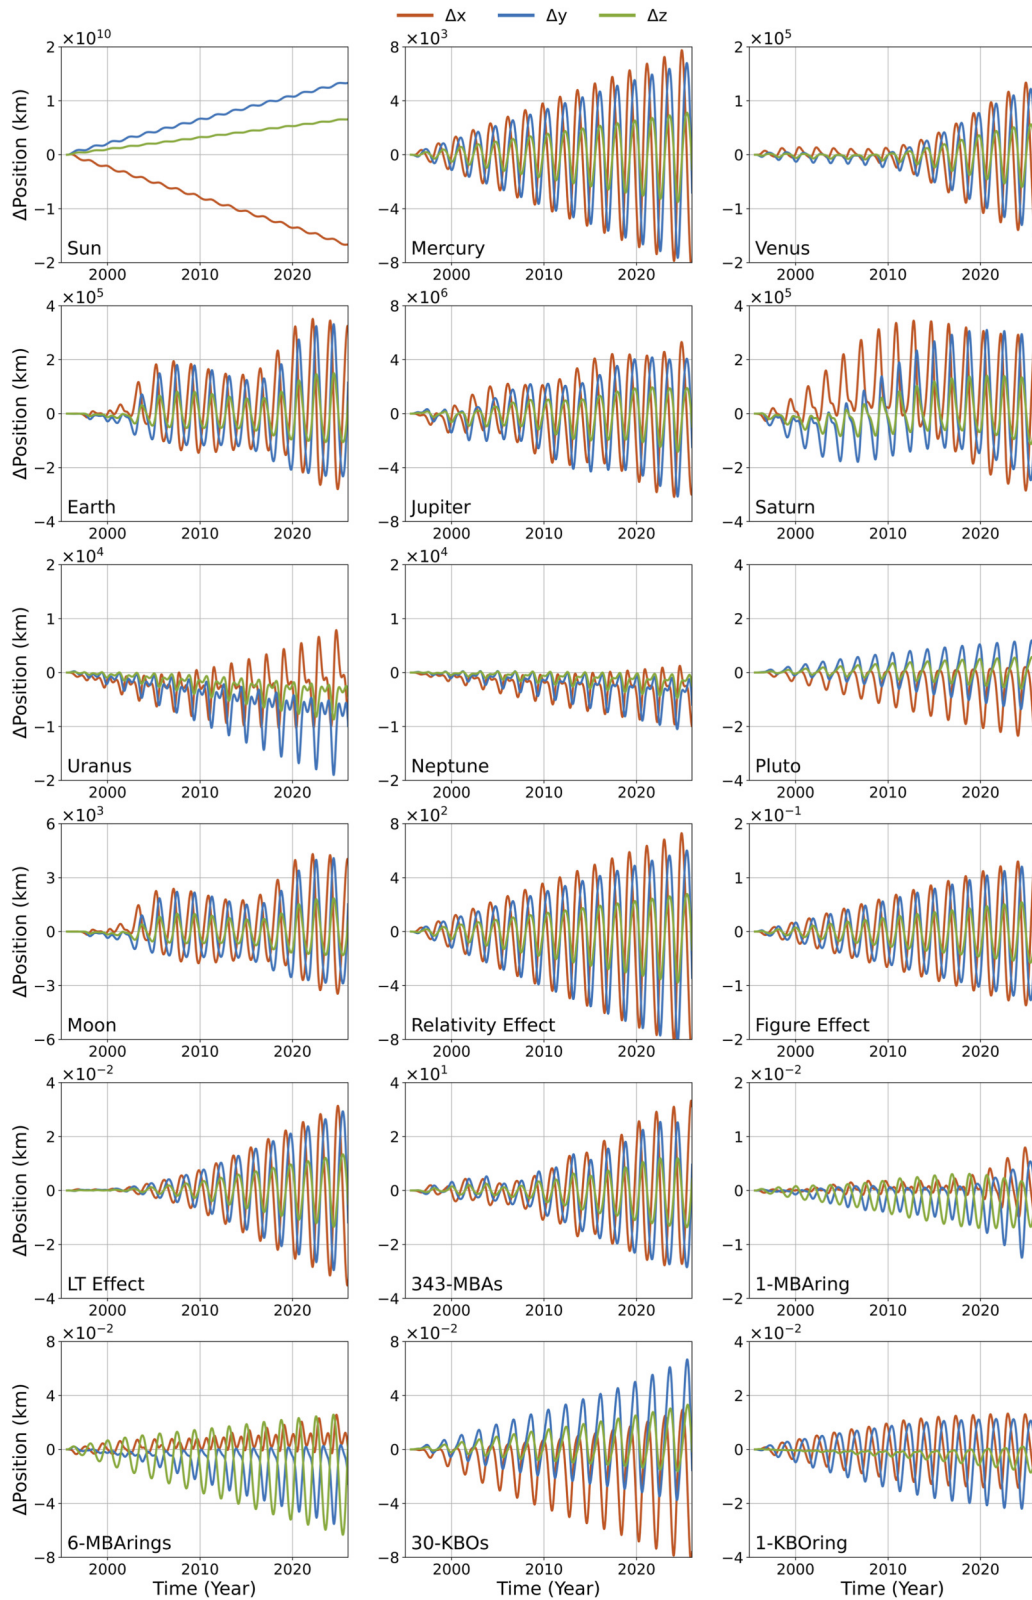 Δx Δy Δz
×10^10 ×10^3 ×10^5
ΔPosition (km)
2 1 0 −1 −2
8 4 0 −4 −8
2 1 0 −1 −2
Sun Mercury Venus
2000 2010 2020 2000 2010 2020 2000 2010 2020
×10^5 ×10^6 ×10^5
ΔPosition (km)
4 2 0 −2 −4
8 4 0 −4 −8
4 2 0 −2 −4
Earth Jupiter Saturn
2000 2010 2020 2000 2010 2020 2000 2010 2020
×10^4 ×10^4
ΔPosition (km)
2 1 0 −1 −2
2 1 0 −1 −2
4 2 0 −2 −4
Uranus Neptune Pluto
2000 2010 2020 2000 2010 2020 2000 2010 2020
×10^3 ×10^2 ×10^−1
ΔPosition (km)
6 3 0 −3 −6
8 4 0 −4 −8
2 1 0 −1 −2
Moon Relativity Effect Figure Effect
2000 2010 2020 2000 2010 2020 2000 2010 2020
×10^−2 ×10^1 ×10^−2
ΔPosition (km)
4 2 0 −2 −4
4 2 0 −2 −4
2 1 0 −1 −2
LT Effect 343-MBAs 1-MBAring
2000 2010 2020 2000 2010 2020 2000 2010 2020
×10^−2 ×10^−2 ×10^−2
ΔPosition (km)
8 4 0 −4 −8
8 4 0 −4 −8
4 2 0 −2 −4
6-MBArings 30-KBOs 1-KBOring
2000 2010 2020 2000 2010 2020 2000 2010 2020
Time (Year) Time (Year) Time (Year)